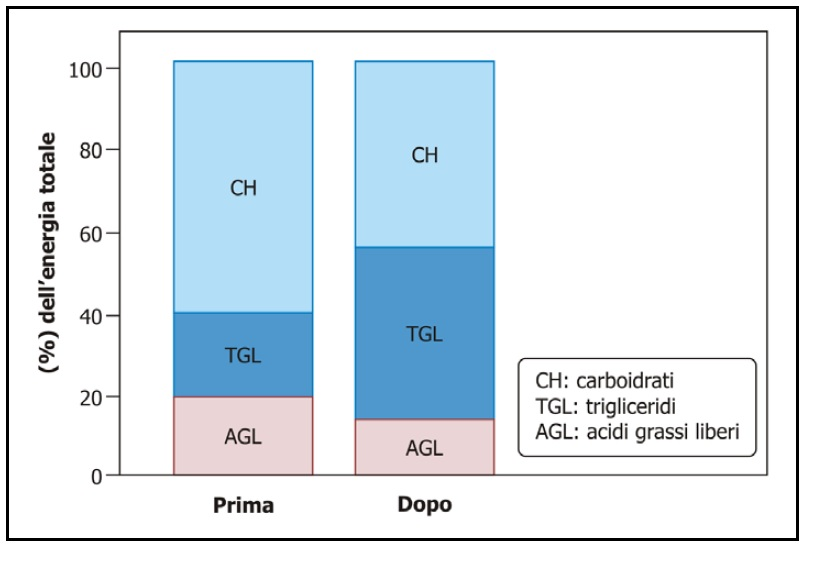 (%) dell'energia totale
100
80
60
40
20
0
CH
TGL
AGL
CH
TGL
AGL
Prima
Dopo
CH: carboidrati
TGL: trigliceridi
AGL: acidi grassi liberi